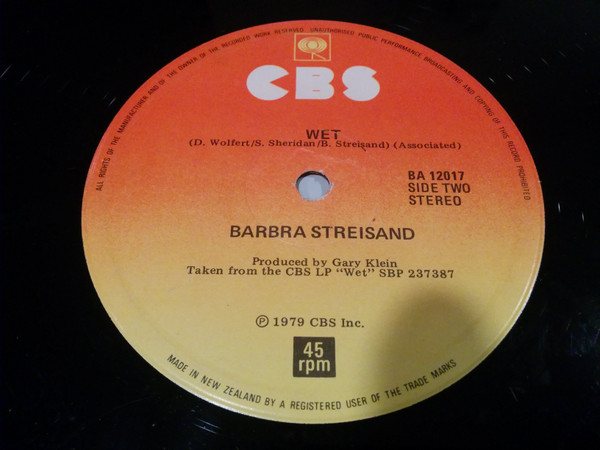 ALL RIGHTS OF THE MANUFACTURER AND OF THE OWNER OF THE RECORDED WORK RESERVED. UNAUTHORISED PUBLIC PERFORMANCE BROADCASTING AND COPYING OF THIS RECORD PROHIBITED
CBS
WET
(D. Wolfert/S. Sheridan/B. Streisand) (Associated)
BA 12017
SIDE TWO
STEREO
BARBRA STREISAND
Produced by Gary Klein
Taken from the CBS LP "Wet" SBP 237387
℗ 1979 CBS Inc.
45
rpm
MADE IN NEW ZEALAND BY A REGISTERED USER OF THE TRADE MARKS